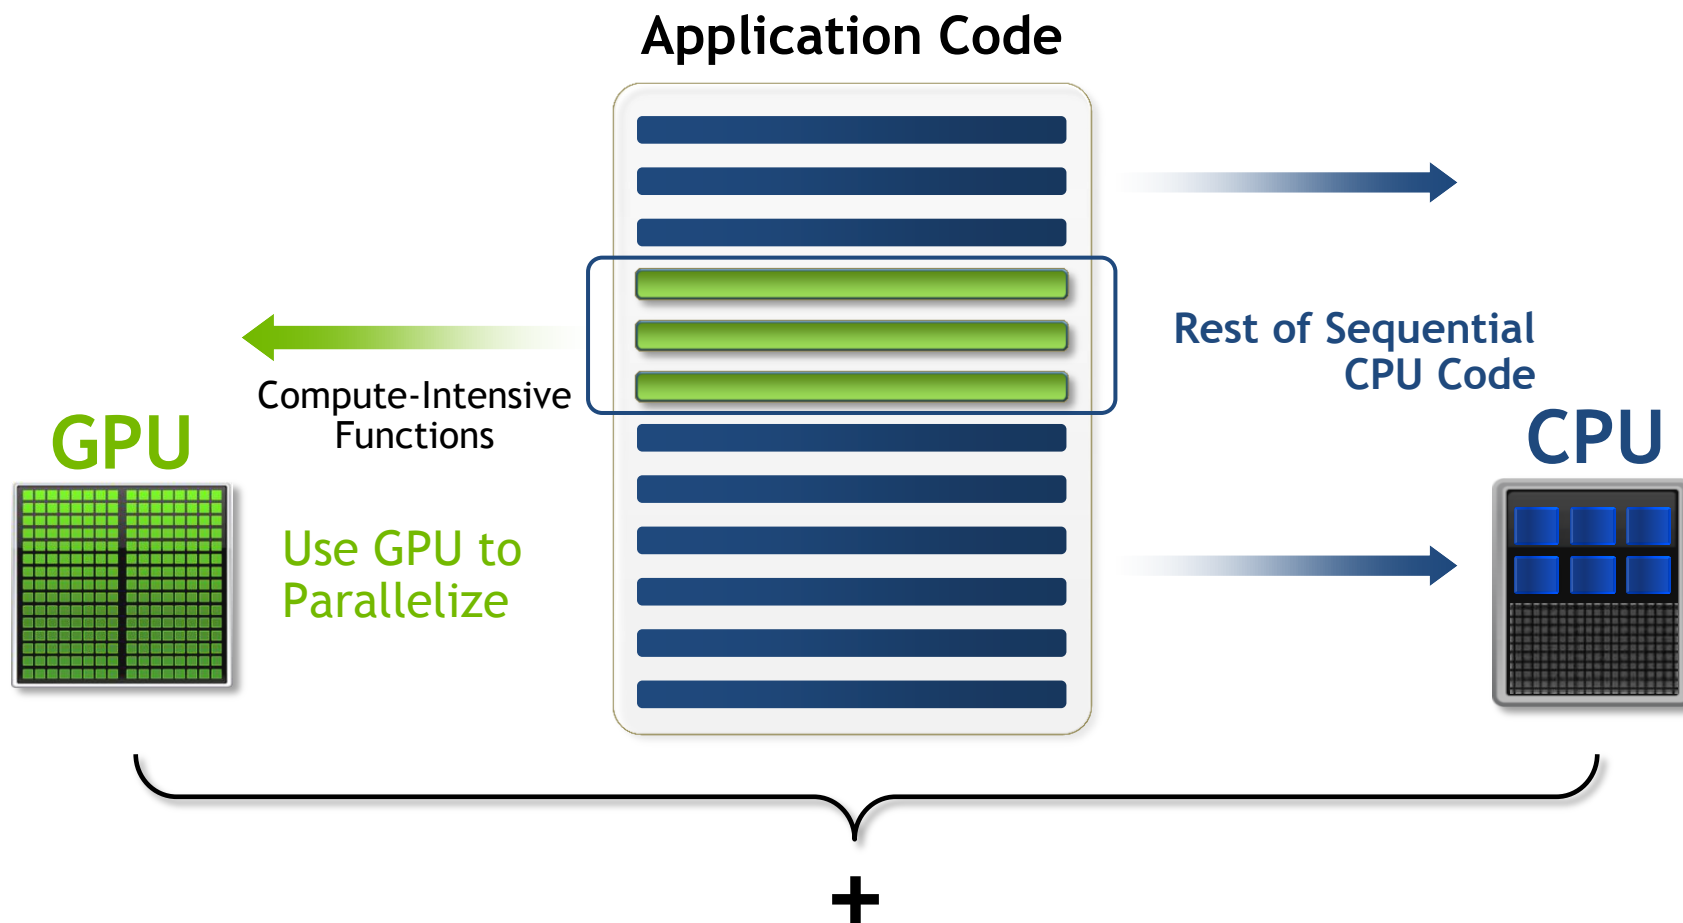 Application Code
Rest of Sequential
CPU Code
Compute-Intensive
Functions
GPU
CPU
Use GPU to
Parallelize
+